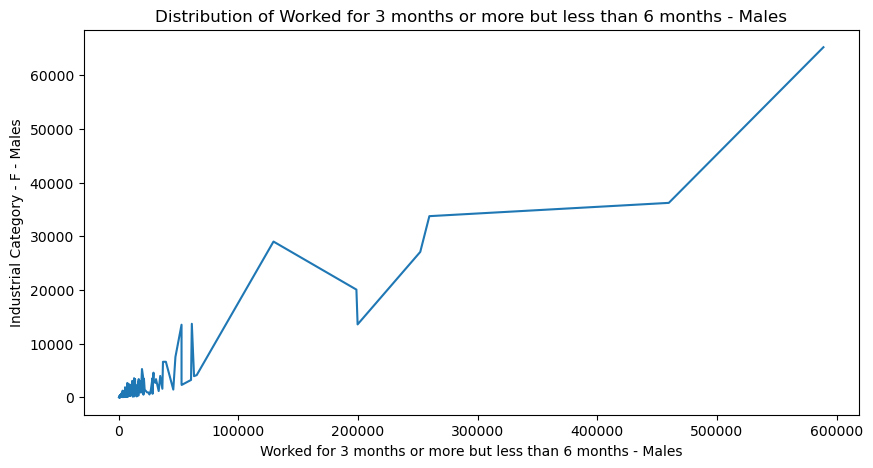 Distribution of Worked for 3 months or more but less than 6 months - Males
Industrial Category - F - Males
60000
50000
40000
30000
20000
10000
0
0 100000 200000 300000 400000 500000 600000
Worked for 3 months or more but less than 6 months - Males